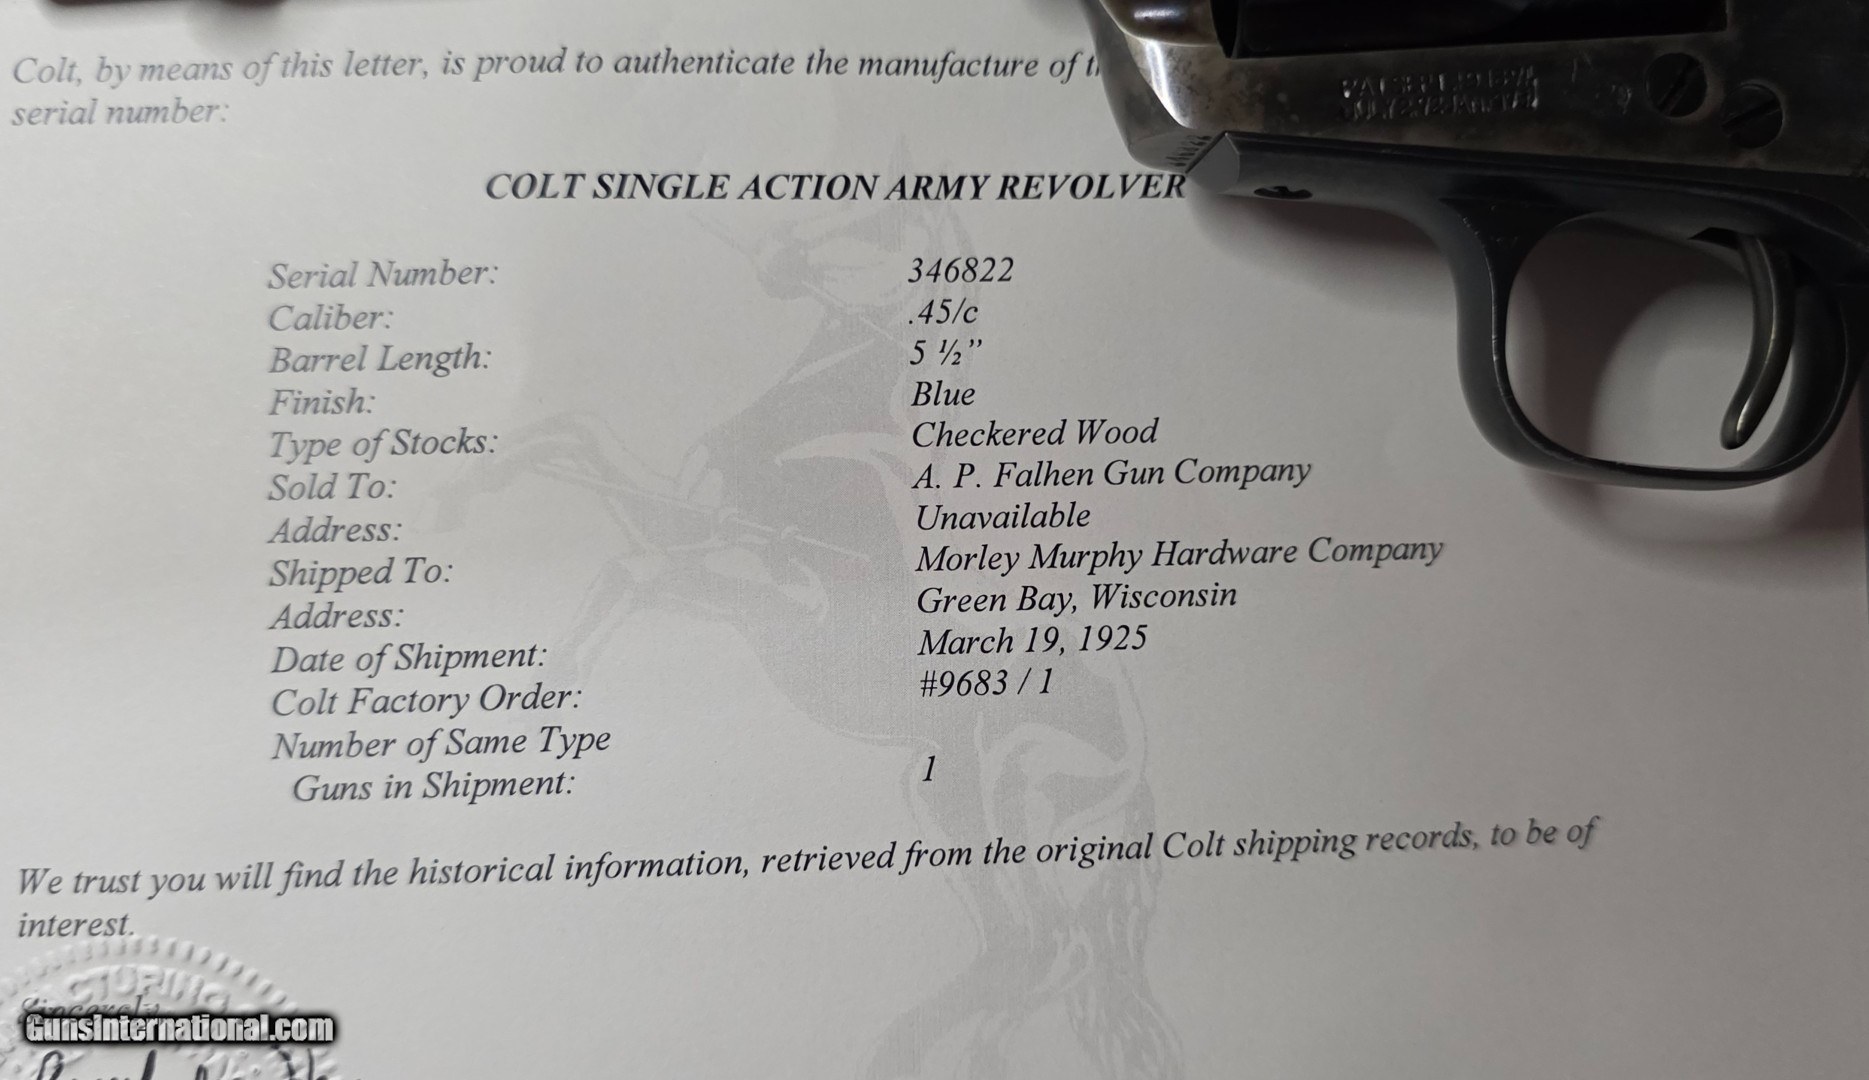 Colt, by means of this letter, is proud to authenticate the manufacture of
serial number:
COLT SINGLE ACTION ARMY REVOLVER
Serial Number: 346822
Caliber: .45/c
Barrel Length: 5 ½”
Finish: Blue
Type of Stocks: Checkered Wood
Sold To: A. P. Falhen Gun Company
Address: Unavailable
Shipped To: Morley Murphy Hardware Company
Address: Green Bay, Wisconsin
Date of Shipment: March 19, 1925
Colt Factory Order: #9683 / 1
Number of Same Type
Guns in Shipment: 1
We trust you will find the historical information, retrieved from the original Colt shipping records, to be of
interest.
Sincerely,
GunsInternational.com